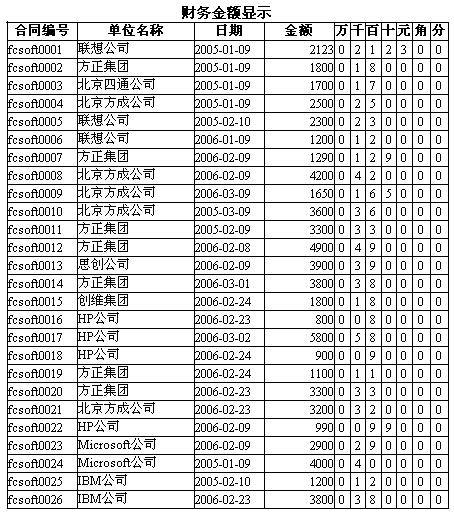 财务金额显示
合同编号 单位名称 日期 金额 万 千 百 十 元 角 分
fcsoft0001 联想公司 2005-01-09 2123 0 2 1 2 3 0 0
fcsoft0002 方正集团 2005-01-09 1800 0 1 8 0 0 0 0
fcsoft0003 北京四通公司 2005-01-09 1700 0 1 7 0 0 0 0
fcsoft0004 北京方成公司 2005-01-09 2500 0 2 5 0 0 0 0
fcsoft0005 联想公司 2005-02-10 2300 0 2 3 0 0 0 0
fcsoft0006 联想公司 2006-01-09 1200 0 1 2 0 0 0 0
fcsoft0007 方正集团 2006-02-09 1290 0 1 2 9 0 0 0
fcsoft0008 北京方成公司 2006-02-09 4200 0 4 2 0 0 0 0
fcsoft0009 北京方成公司 2006-03-09 1650 0 1 6 5 0 0 0
fcsoft0010 北京方成公司 2005-03-09 3600 0 3 6 0 0 0 0
fcsoft0011 方正集团 2005-02-09 3300 0 3 3 0 0 0 0
fcsoft0012 方正集团 2006-02-08 4900 0 4 9 0 0 0 0
fcsoft0013 思创公司 2006-02-09 3900 0 3 9 0 0 0 0
fcsoft0014 方正集团 2006-03-01 3800 0 3 8 0 0 0 0
fcsoft0015 创维集团 2006-02-24 1800 0 1 8 0 0 0 0
fcsoft0016 HP公司 2006-02-23 800 0 0 8 0 0 0 0
fcsoft0017 HP公司 2006-03-02 5800 0 5 8 0 0 0 0
fcsoft0018 HP公司 2006-02-24 900 0 0 9 0 0 0 0
fcsoft0019 方正集团 2006-02-24 1100 0 1 1 0 0 0 0
fcsoft0020 方正集团 2006-02-23 3300 0 3 3 0 0 0 0
fcsoft0021 北京方成公司 2006-02-23 3200 0 3 2 0 0 0 0
fcsoft0022 HP公司 2006-02-09 990 0 0 9 9 0 0 0
fcsoft0023 Microsoft公司 2006-02-09 2900 0 2 9 0 0 0 0
fcsoft0024 Microsoft公司 2005-01-09 4000 0 4 0 0 0 0 0
fcsoft0025 IBM公司 2005-02-10 1200 0 1 2 0 0 0 0
fcsoft0026 IBM公司 2006-02-23 3800 0 3 8 0 0 0 0